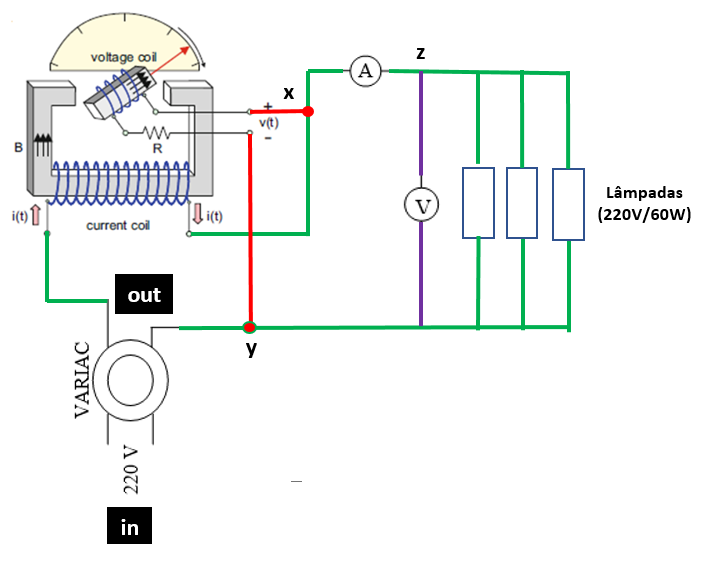 voltage coil
+
v(t)
−
R
B
i(t)
i(t)
current coil
x
A
z
V
Lâmpadas
(220V/60W)
out
y
VARIAC
220 V
in